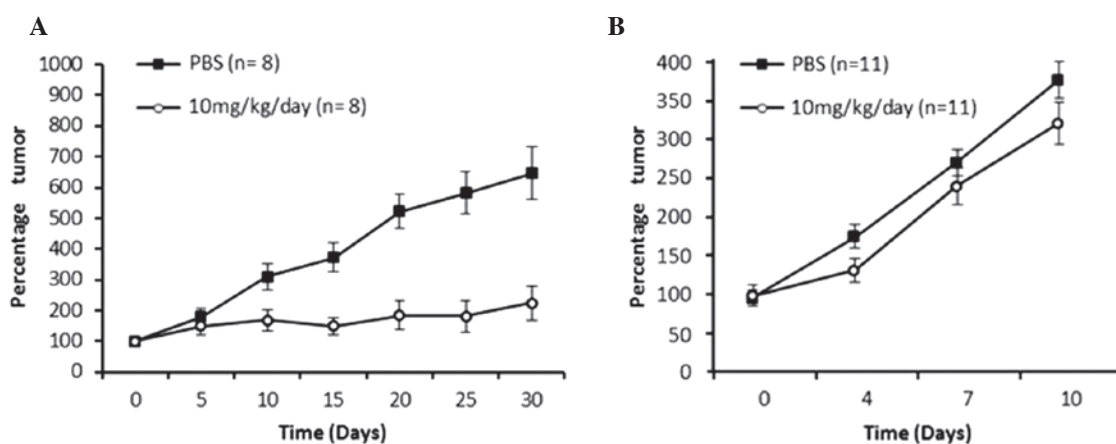 A
PBS (n= 8)
10mg/kg/day (n= 8)
Percentage tumor
1000
900
800
700
600
500
400
300
200
100
0
0 5 10 15 20 25 30
Time (Days)
B
PBS (n=11)
10mg/kg/day (n=11)
Percentage tumor
400
350
300
250
200
150
100
50
0
0 4 7 10
Time (Days)